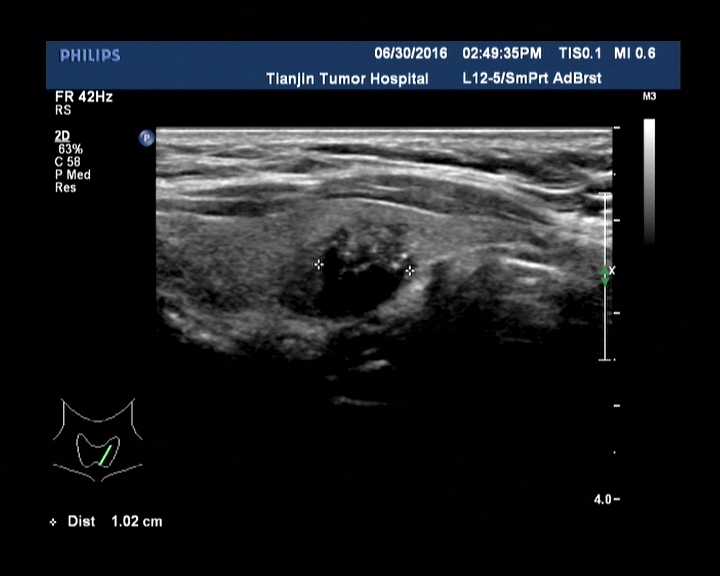 PHILIPS
06/30/2016 02:49:35PM TIS0.1 MI 0.6
Tianjin Tumor Hospital L12-5/SmPrt AdBrst
FR 42Hz
RS
M3
2D
63%
C 58
P Med
Res
P
X
4.0
Dist 1.02 cm